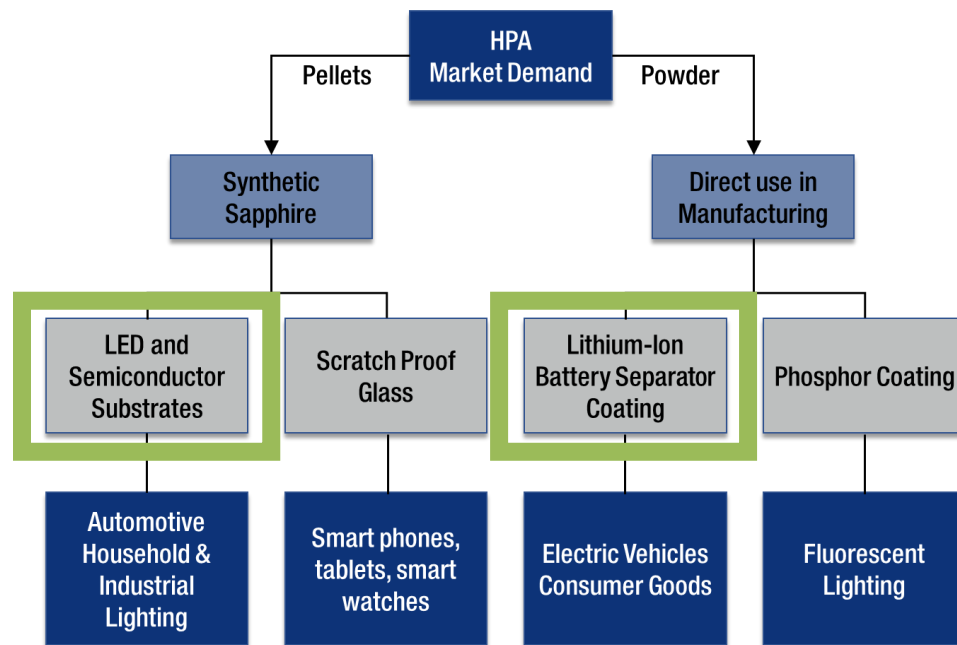 HPA
Market Demand
Pellets
Powder
Synthetic
Sapphire
Direct use in
Manufacturing
LED and
Semiconductor
Substrates
Scratch Proof
Glass
Lithium-Ion
Battery Separator
Coating
Phosphor Coating
Automotive
Household &
Industrial
Lighting
Smart phones,
tablets, smart
watches
Electric Vehicles
Consumer Goods
Fluorescent
Lighting